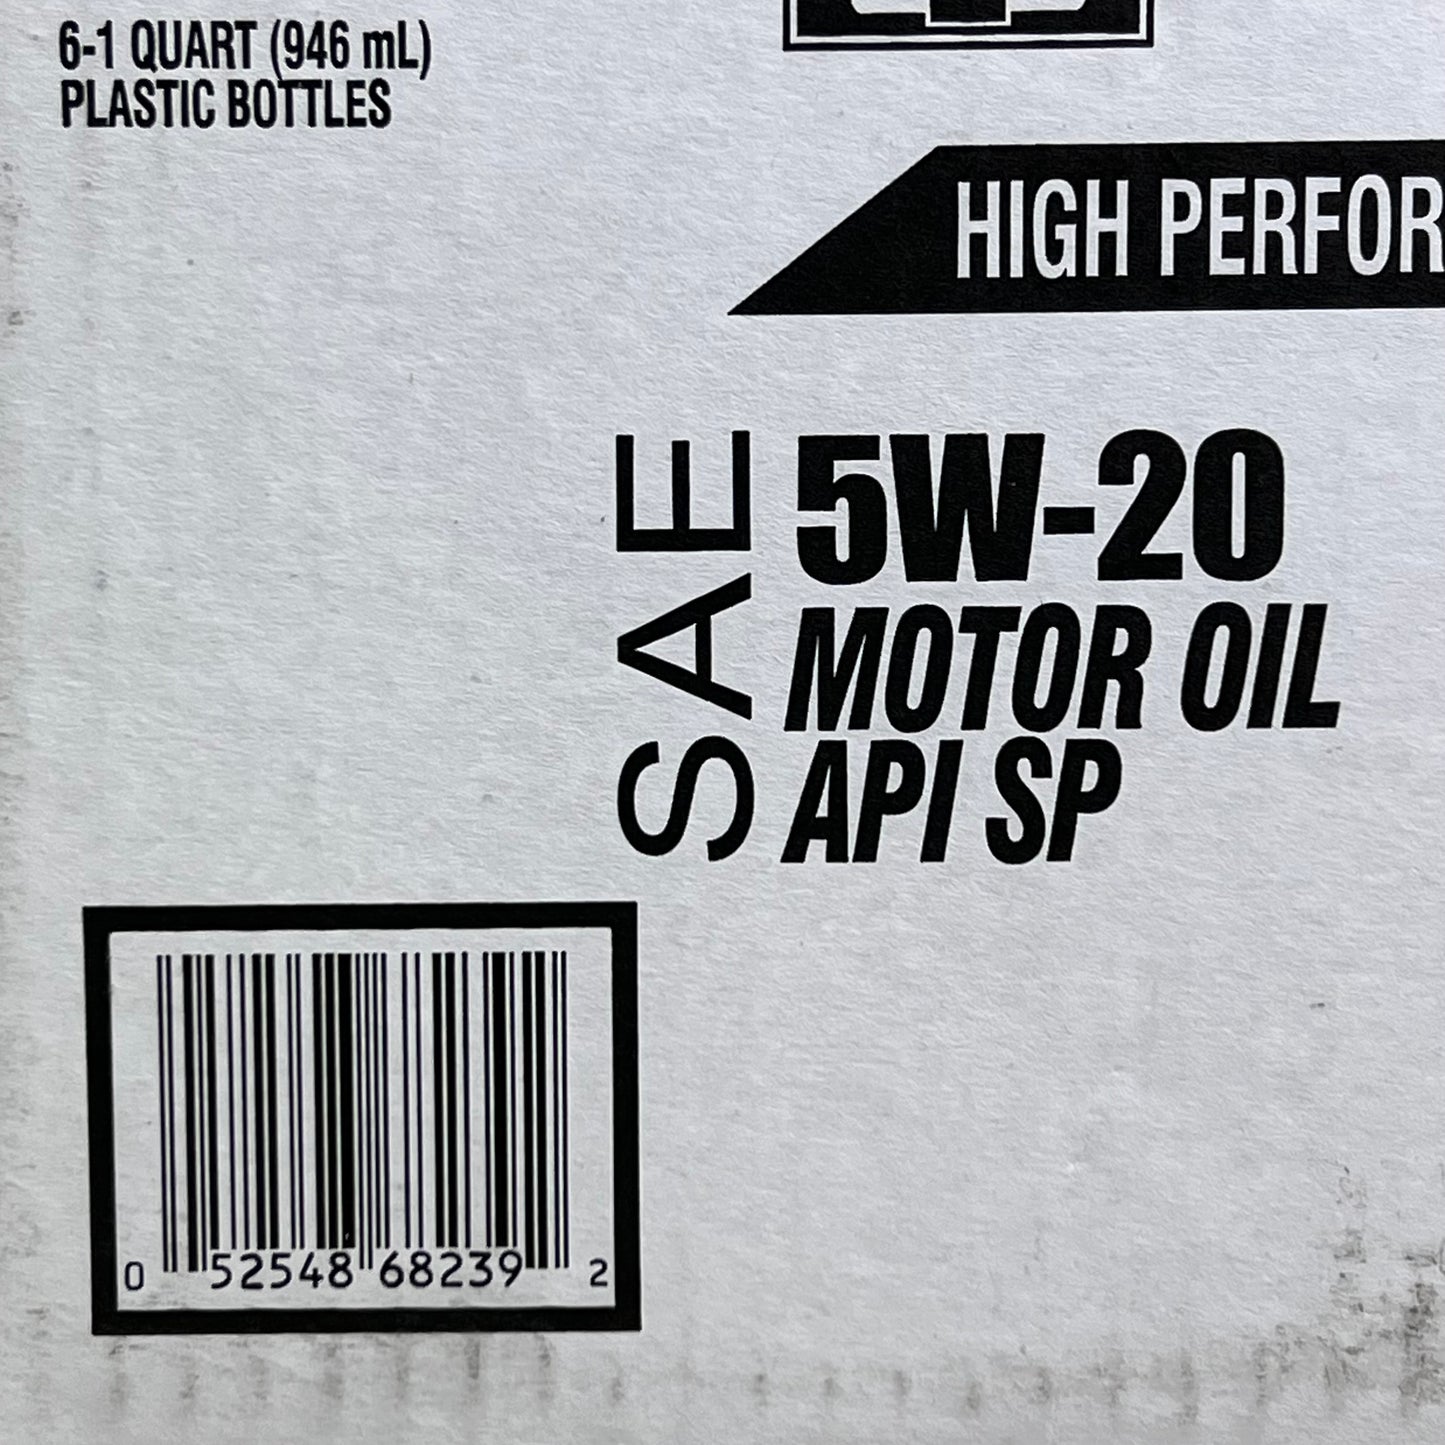 6-1 QUART (946 mL)
PLASTIC BOTTLES
HIGH PERFOR
SAE
5W-20
MOTOR OIL
API SP
0 52548 68239 2